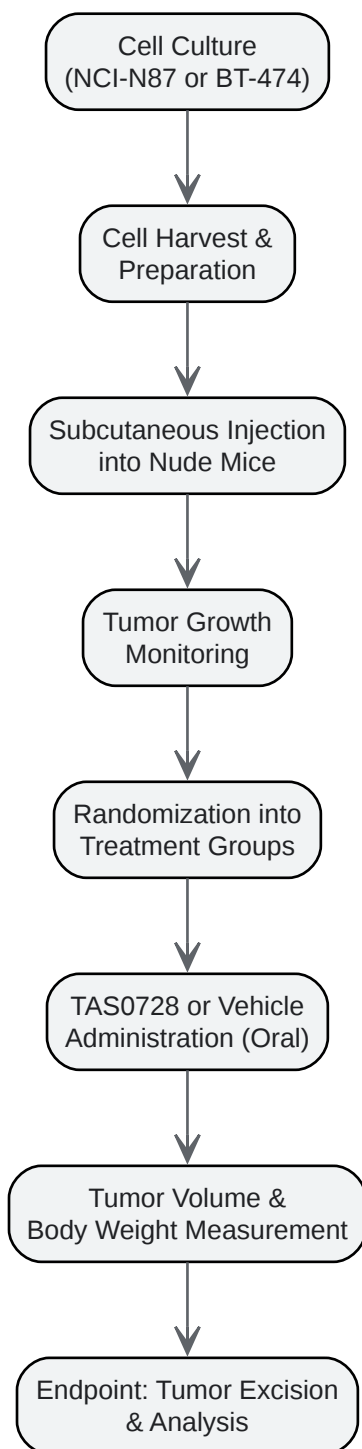 Cell Culture
(NCI-N87 or BT-474)
Cell Harvest &
Preparation
Subcutaneous Injection
into Nude Mice
Tumor Growth
Monitoring
Randomization into
Treatment Groups
TAS0728 or Vehicle
Administration (Oral)
Tumor Volume &
Body Weight Measurement
Endpoint: Tumor Excision
& Analysis